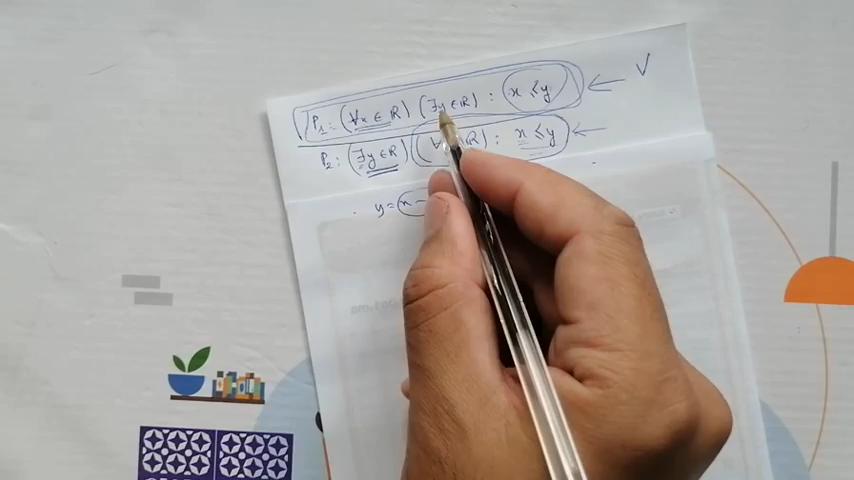 P₁: (∀x ∈ ℝ) (∃y ∈ ℝ) : x ≤ y ← V
P₂: (∃y ∈ ℝ) (∀ ℝ) : x ≤ y ←
y = x -